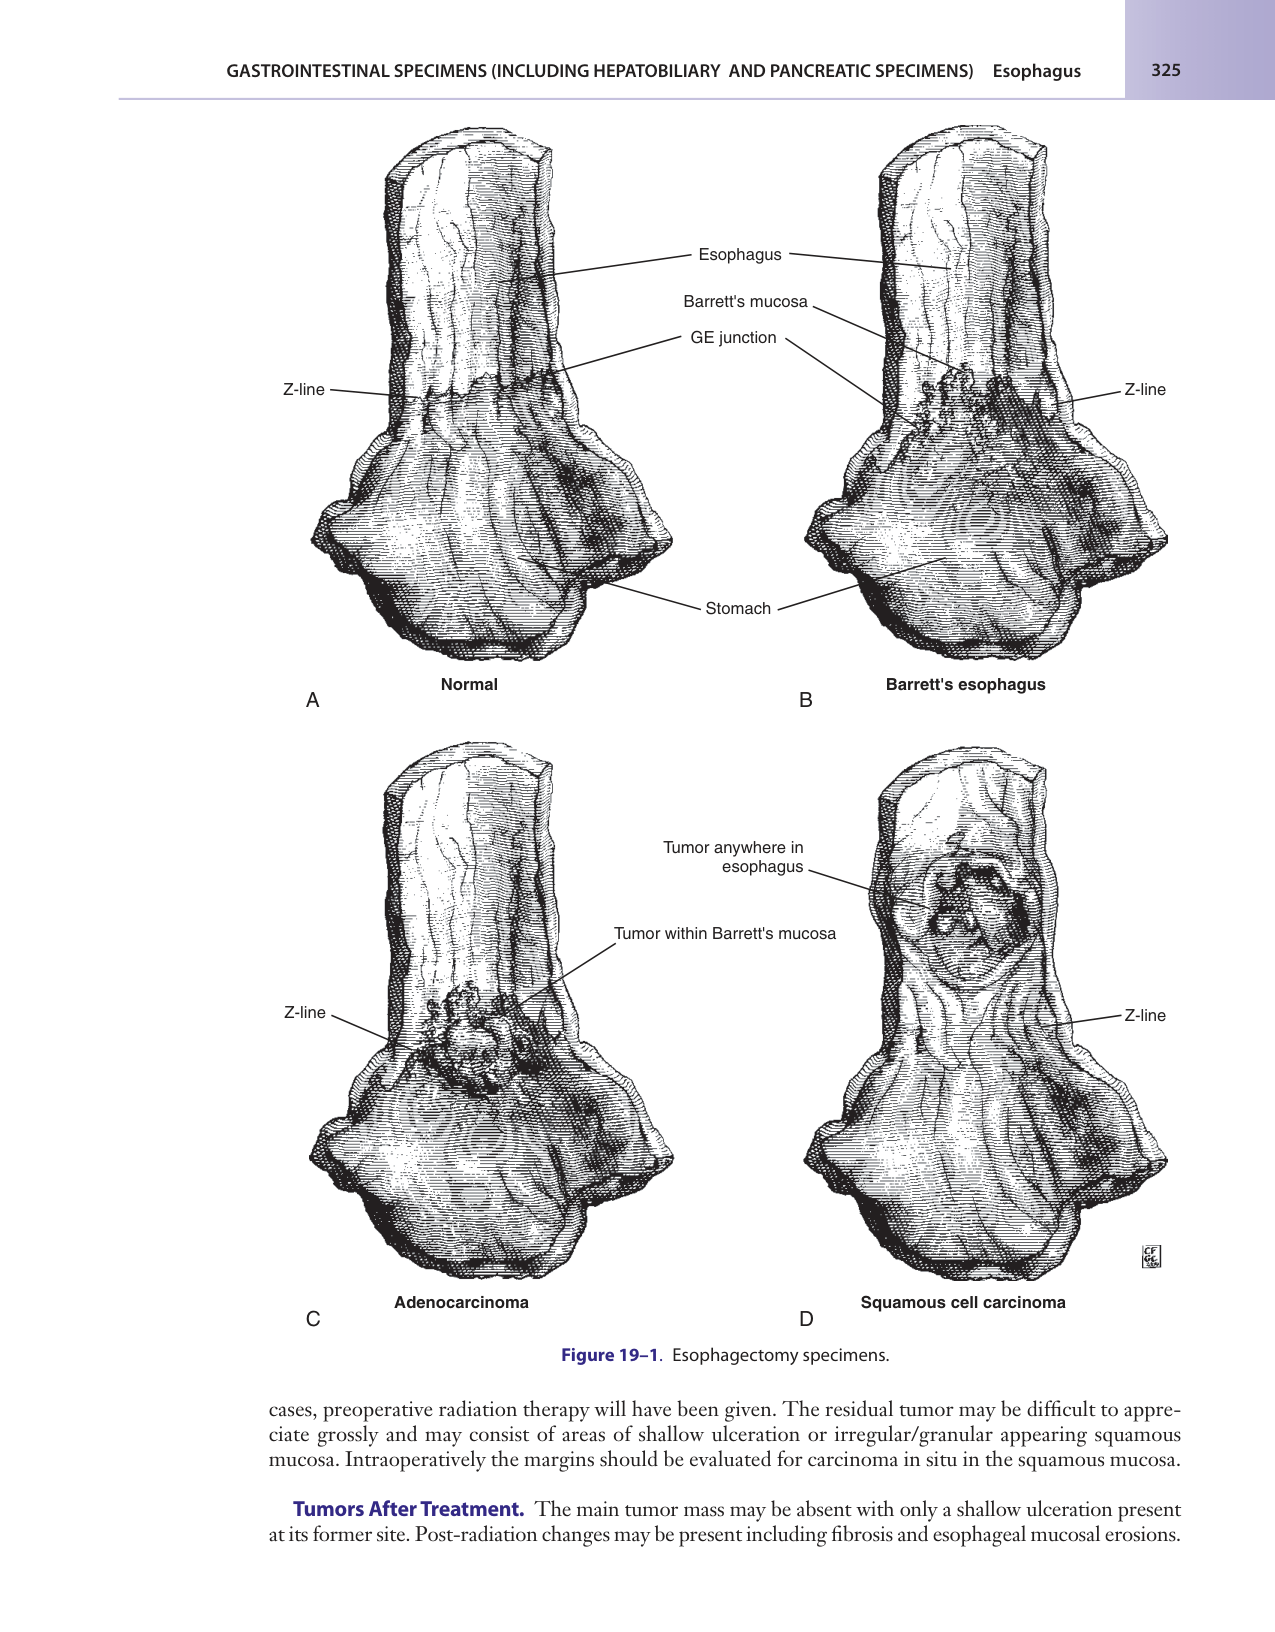 GASTROINTESTINAL SPECIMENS (INCLUDING HEPATOBILIARY AND PANCREATIC SPECIMENS) Esophagus 325
Esophagus
Barrett's mucosa
GE junction
Z-line
Z-line
Stomach
Normal
Barrett's esophagus
A
B
Tumor anywhere in
esophagus
Tumor within Barrett's mucosa
Z-line
Z-line
Adenocarcinoma
Squamous cell carcinoma
C
D
Figure 19–1. Esophagectomy specimens.
cases, preoperative radiation therapy will have been given. The residual tumor may be difficult to appre-
ciate grossly and may consist of areas of shallow ulceration or irregular/granular appearing squamous
mucosa. Intraoperatively the margins should be evaluated for carcinoma in situ in the squamous mucosa.
Tumors After Treatment. The main tumor mass may be absent with only a shallow ulceration present
at its former site. Post-radiation changes may be present including fibrosis and esophageal mucosal erosions.